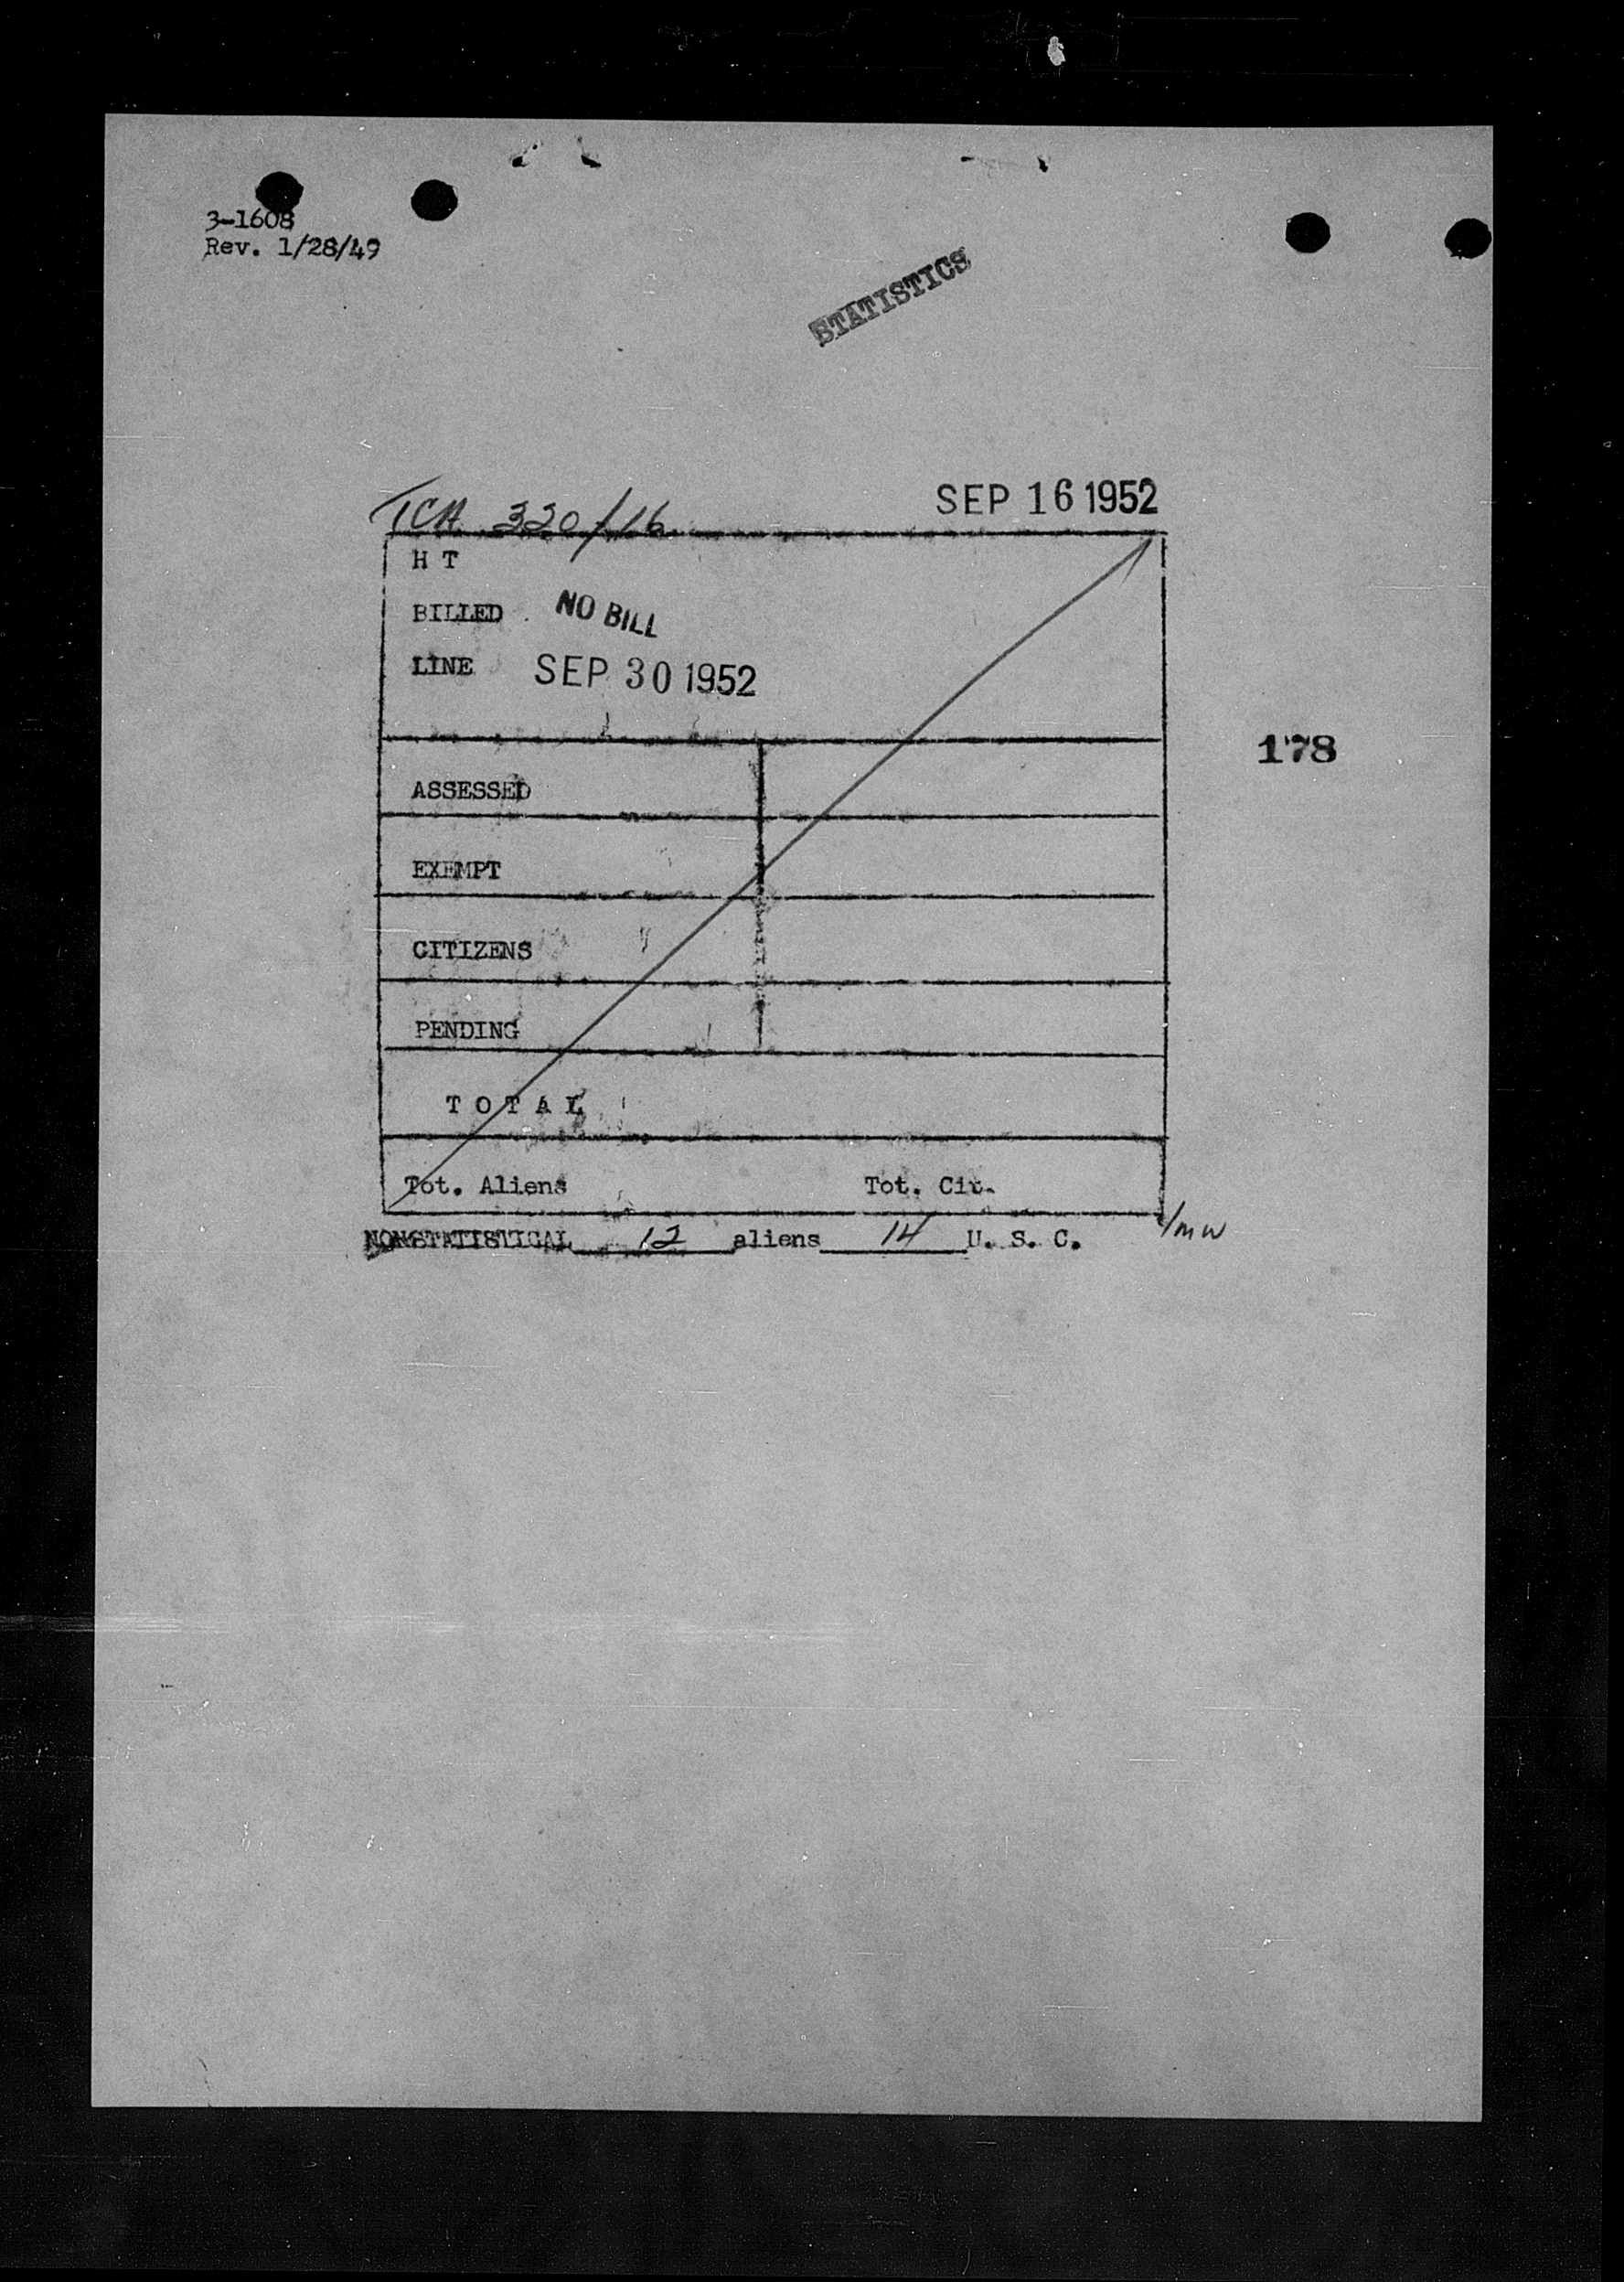 3-1608
Rev. 1/28/49
STATISTICS
TCA 320/16 SEP 16 1952
H T
BILLED NO BILL
LINE SEP 30 1952
178
ASSESSED
EXEMPT
CITIZENS
PENDING
TOTAL
Tot. Aliens Tot. Cit.
NONSTATISTICAL 12 aliens 14 U. S. C. /mw